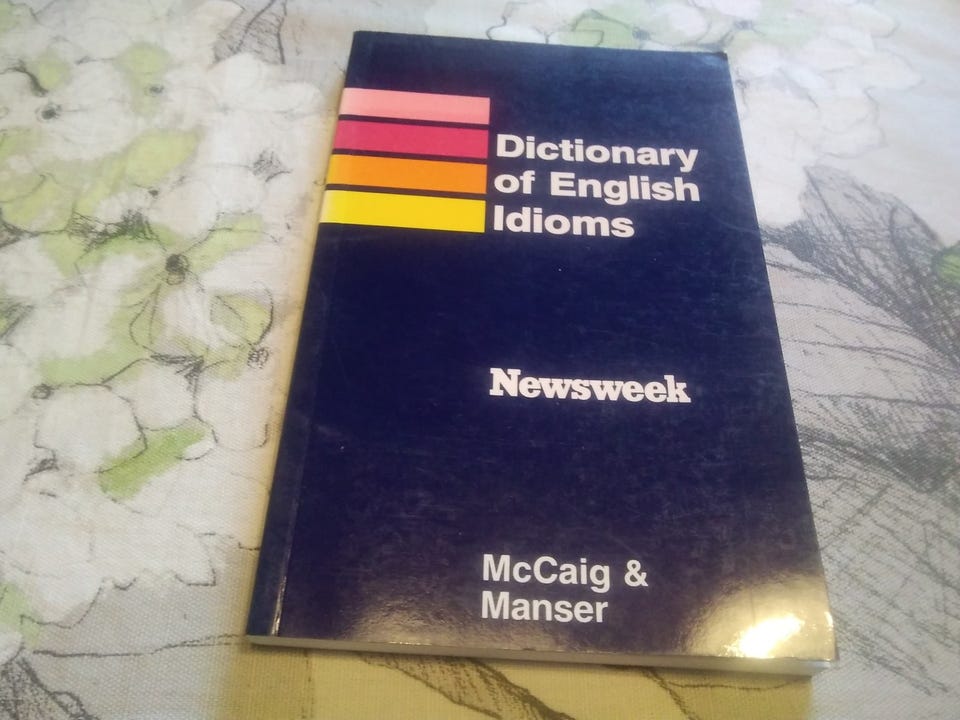 Dictionary
of English
Idioms
Newsweek
McCaig &
Manser